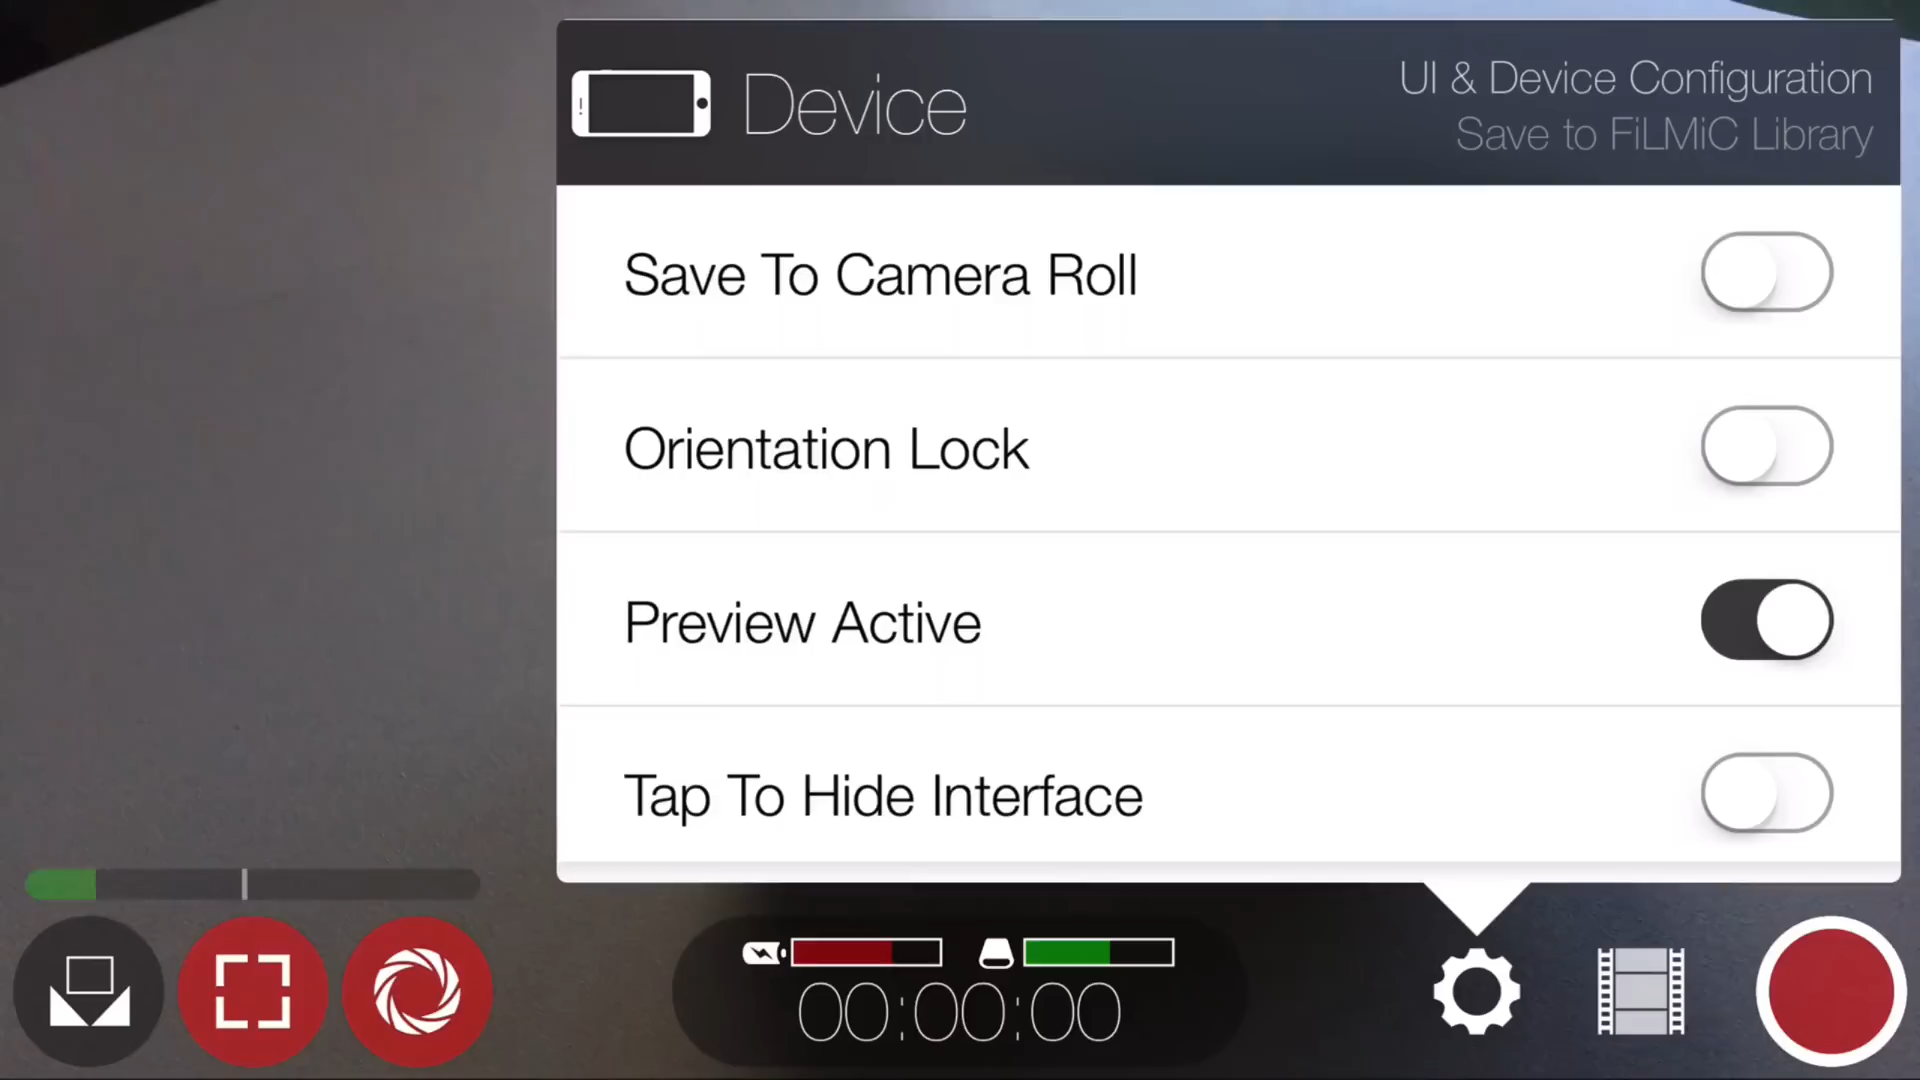 Device
UI & Device Configuration
Save to FiLMiC Library
Save To Camera Roll
Orientation Lock
Preview Active
Tap To Hide Interface
00:00:00